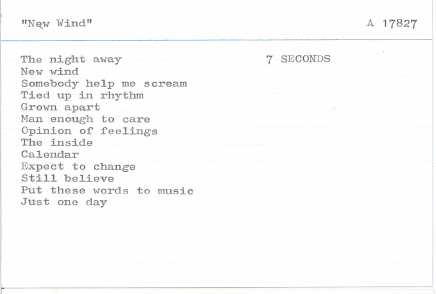 "New Wind" A 17827
The night away 7 SECONDS
New wind
Somebody help me scream
Tied up in rhythm
Grown apart
Man enough to care
Opinion of feelings
The inside
Calendar
Expect to change
Still believe
Put these words to music
Just one day